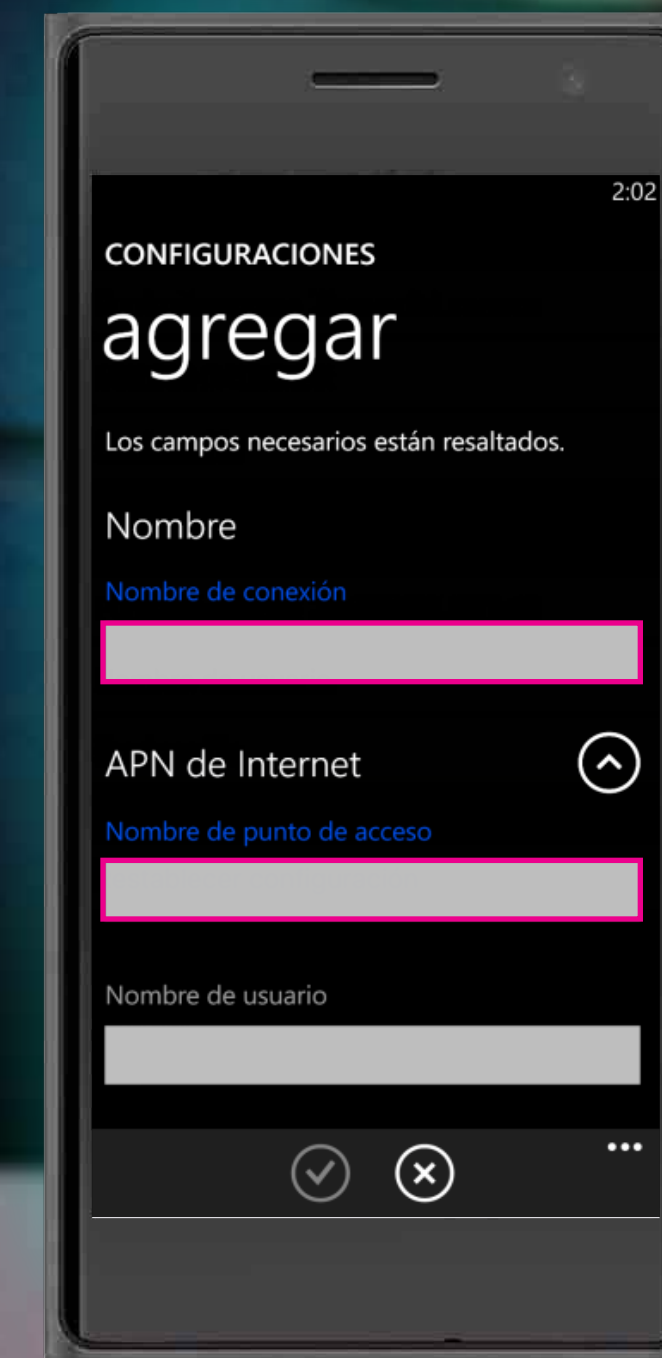 2:02
CONFIGURACIONES
agregar
Los campos necesarios están resaltados.
Nombre
Nombre de conexión
APN de Internet
Nombre de punto de acceso
Nombre de usuario